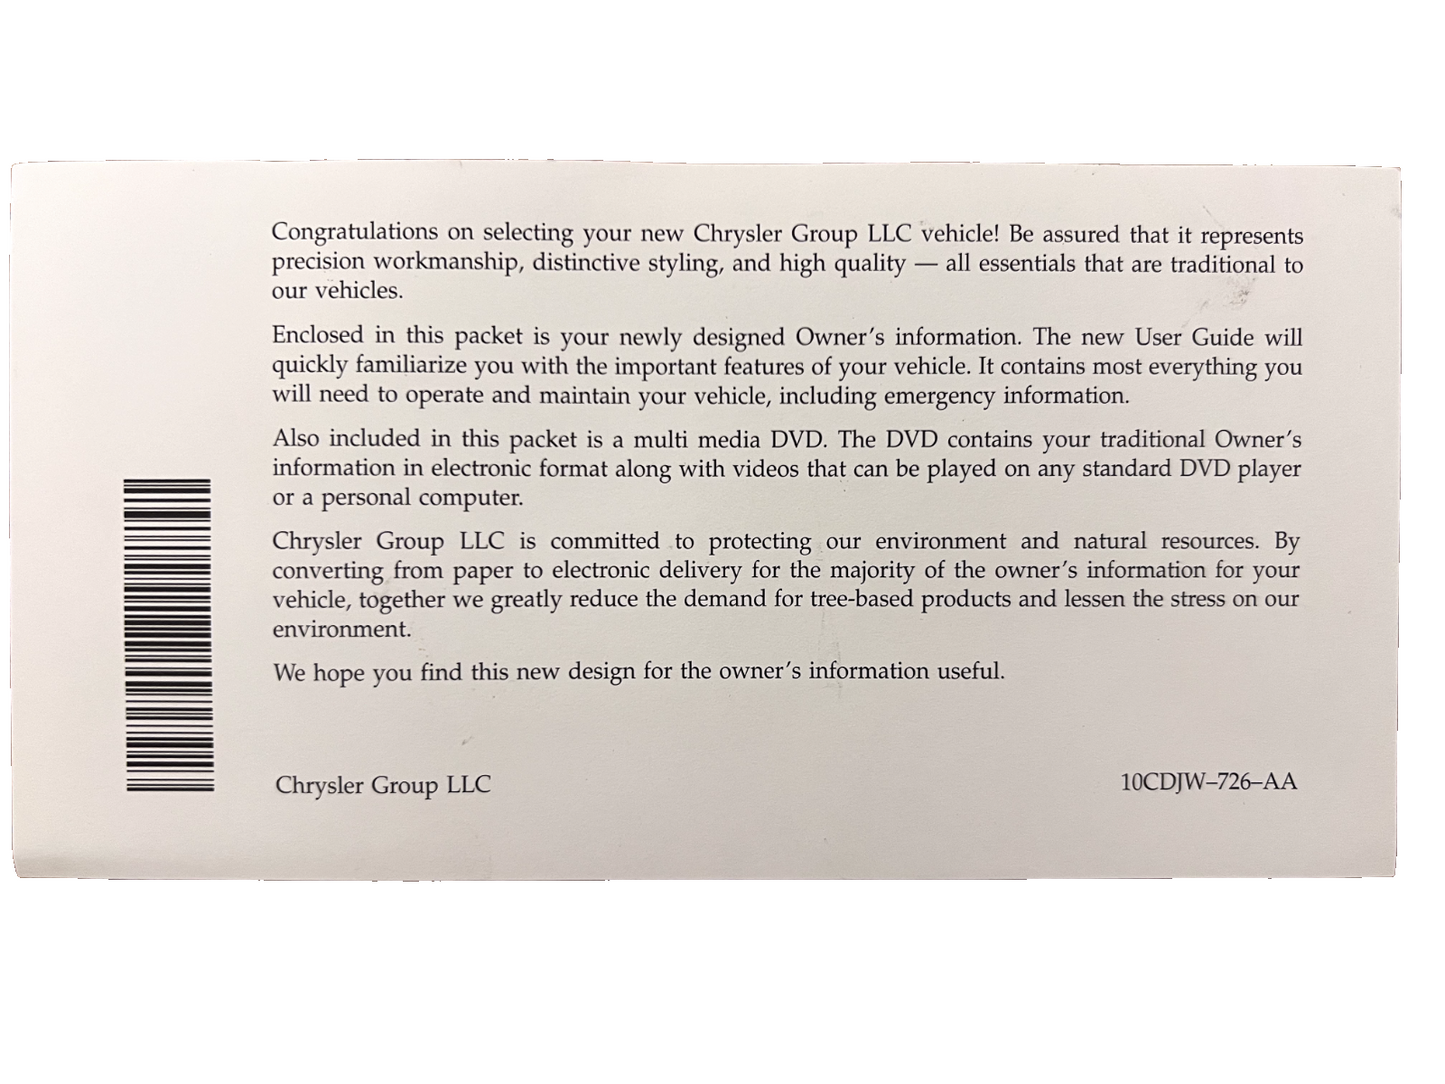 Congratulations on selecting your new Chrysler Group LLC vehicle! Be assured that it represents
precision workmanship, distinctive styling, and high quality — all essentials that are traditional to
our vehicles.
Enclosed in this packet is your newly designed Owner's information. The new User Guide will
quickly familiarize you with the important features of your vehicle. It contains most everything you
will need to operate and maintain your vehicle, including emergency information.
Also included in this packet is a multi media DVD. The DVD contains your traditional Owner's
information in electronic format along with videos that can be played on any standard DVD player
or a personal computer.
Chrysler Group LLC is committed to protecting our environment and natural resources. By
converting from paper to electronic delivery for the majority of the owner's information for your
vehicle, together we greatly reduce the demand for tree-based products and lessen the stress on our
environment.
We hope you find this new design for the owner's information useful.
Chrysler Group LLC
10CDJW–726–AA